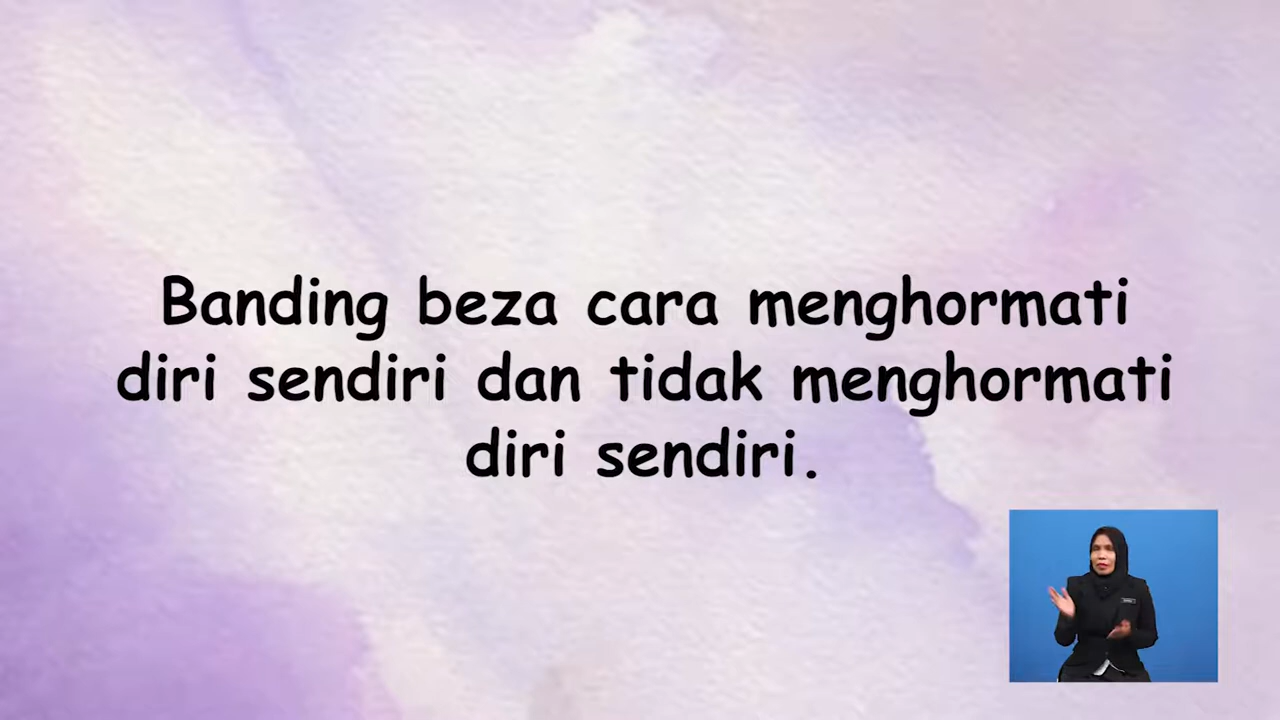 Banding beza cara menghormati
diri sendiri dan tidak menghormati
diri sendiri.